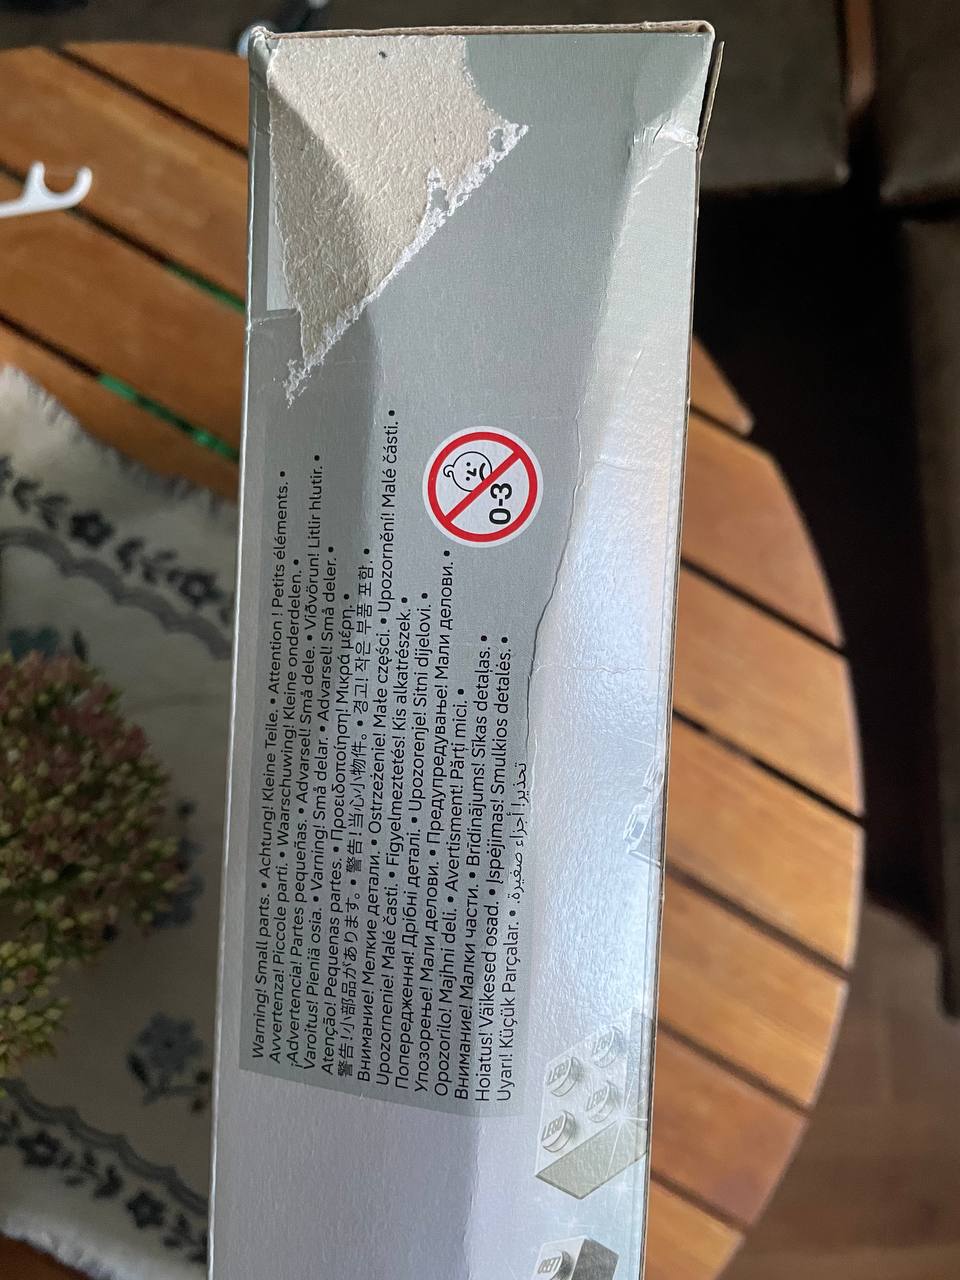 Warning! Small parts. • Achtung! Kleine Teile. • Attention ! Petits éléments. •
Avvertenza! Piccole parti. • Waarschuwing! Kleine onderdelen. •
¡Advertencia! Partes pequeñas. • Advarsel! Små dele. • Viðvörun! Litlir hlutir. •
Varoitus! Pieniä osia. • Varning! Små delar. • Advarsel! Små deler. •
Atenção! Pequenas partes. • Προειδοποίηση! Μικρά μέρη. •
警告!小部品があります。• 警告!当心小物件。• 경고! 작은 부품 포함. •
Внимание! Мелкие детали. • Ostrzeżenie! Małe części. • Upozornění! Malé části. •
Upozornenie! Malé časti. • Figyelmeztetés! Kis alkatrészek. •
Попередження! Дрібні деталі. • Upozorenje! Sitni dijelovi. •
Упозорење! Мали делови. • Предупредување! Мали делови. •
Opozorilo! Majhni deli. • Avertisment! Părți mici. •
Внимание! Малки части. • Brīdinājums! Sīkas detaļas. •
Hoiatus! Väikesed osad. • Įspėjimas! Smulkios detalės. •
Uyarı! Küçük Parçalar. • تحذير! أجزاء صغيرة.
0-3
LEGO
LEGO
LEGO
LEGO